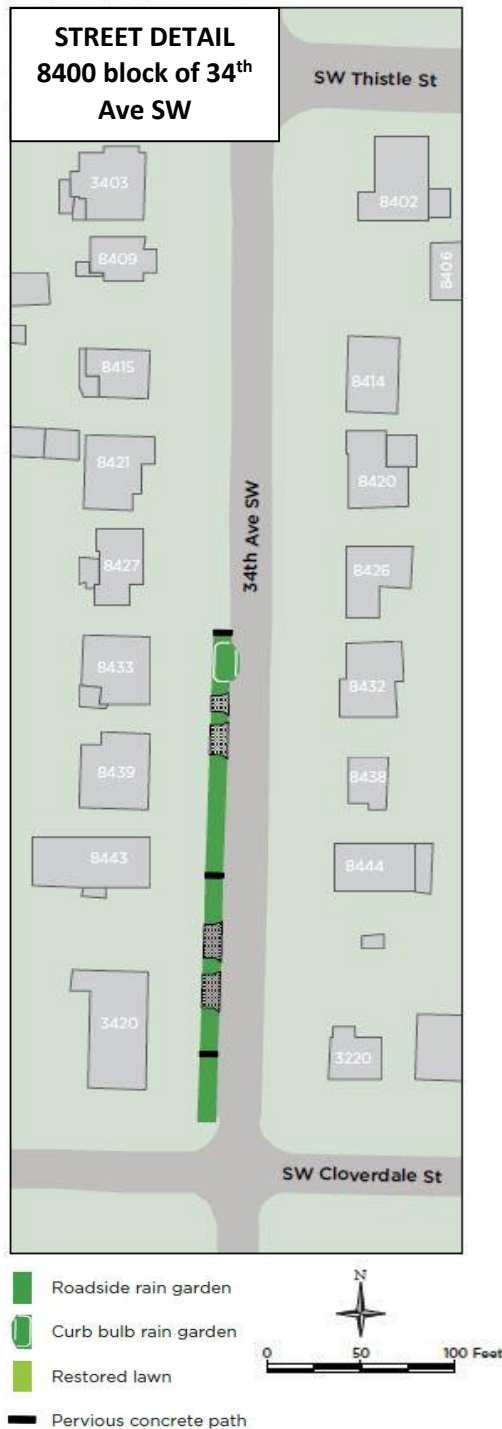 STREET DETAIL
8400 block of 34th
Ave SW
SW Thistle St
3403
8402
8409
8406
8415
8414
8421
8420
34th Ave SW
8427
8426
8433
8432
8439
8438
8443
8444
3420
3220
SW Cloverdale St
Roadside rain garden
Curb bulb rain garden
Restored lawn
Pervious concrete path
N
0 50 100 Feet